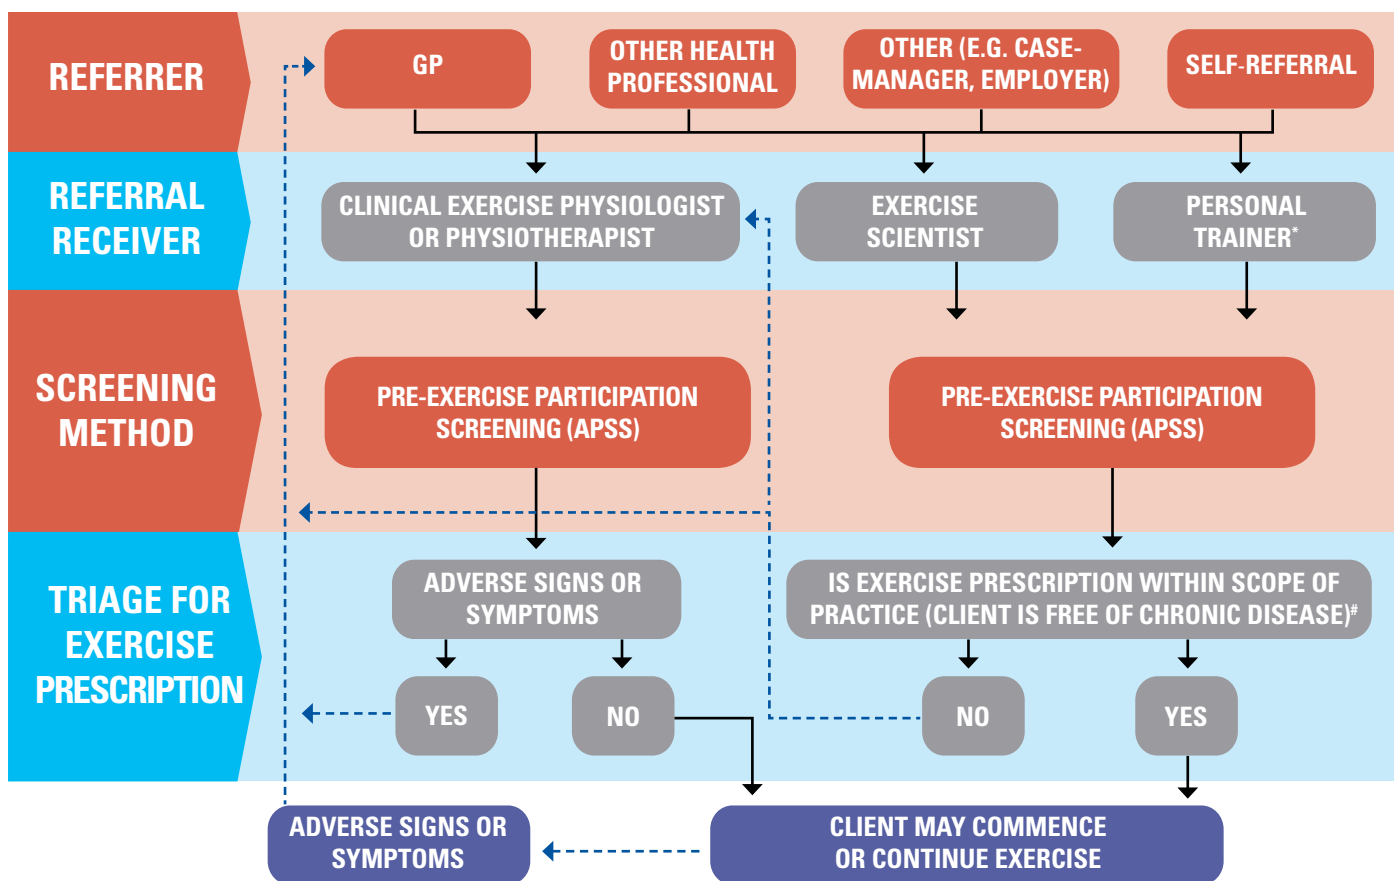 REFERRER
GP
OTHER HEALTH
PROFESSIONAL
OTHER (E.G. CASE-
MANAGER, EMPLOYER)
SELF-REFERRAL
REFERRAL
RECEIVER
CLINICAL EXERCISE PHYSIOLOGIST
OR PHYSIOTHERAPIST
EXERCISE
SCIENTIST
PERSONAL
TRAINER*
SCREENING
METHOD
PRE-EXERCISE PARTICIPATION
SCREENING (APSS)
PRE-EXERCISE PARTICIPATION
SCREENING (APSS)
TRIAGE FOR
EXERCISE
PRESCRIPTION
ADVERSE SIGNS OR
SYMPTOMS
IS EXERCISE PRESCRIPTION WITHIN SCOPE OF
PRACTICE (CLIENT IS FREE OF CHRONIC DISEASE)#
YES
NO
NO
YES
ADVERSE SIGNS OR
SYMPTOMS
CLIENT MAY COMMENCE
OR CONTINUE EXERCISE